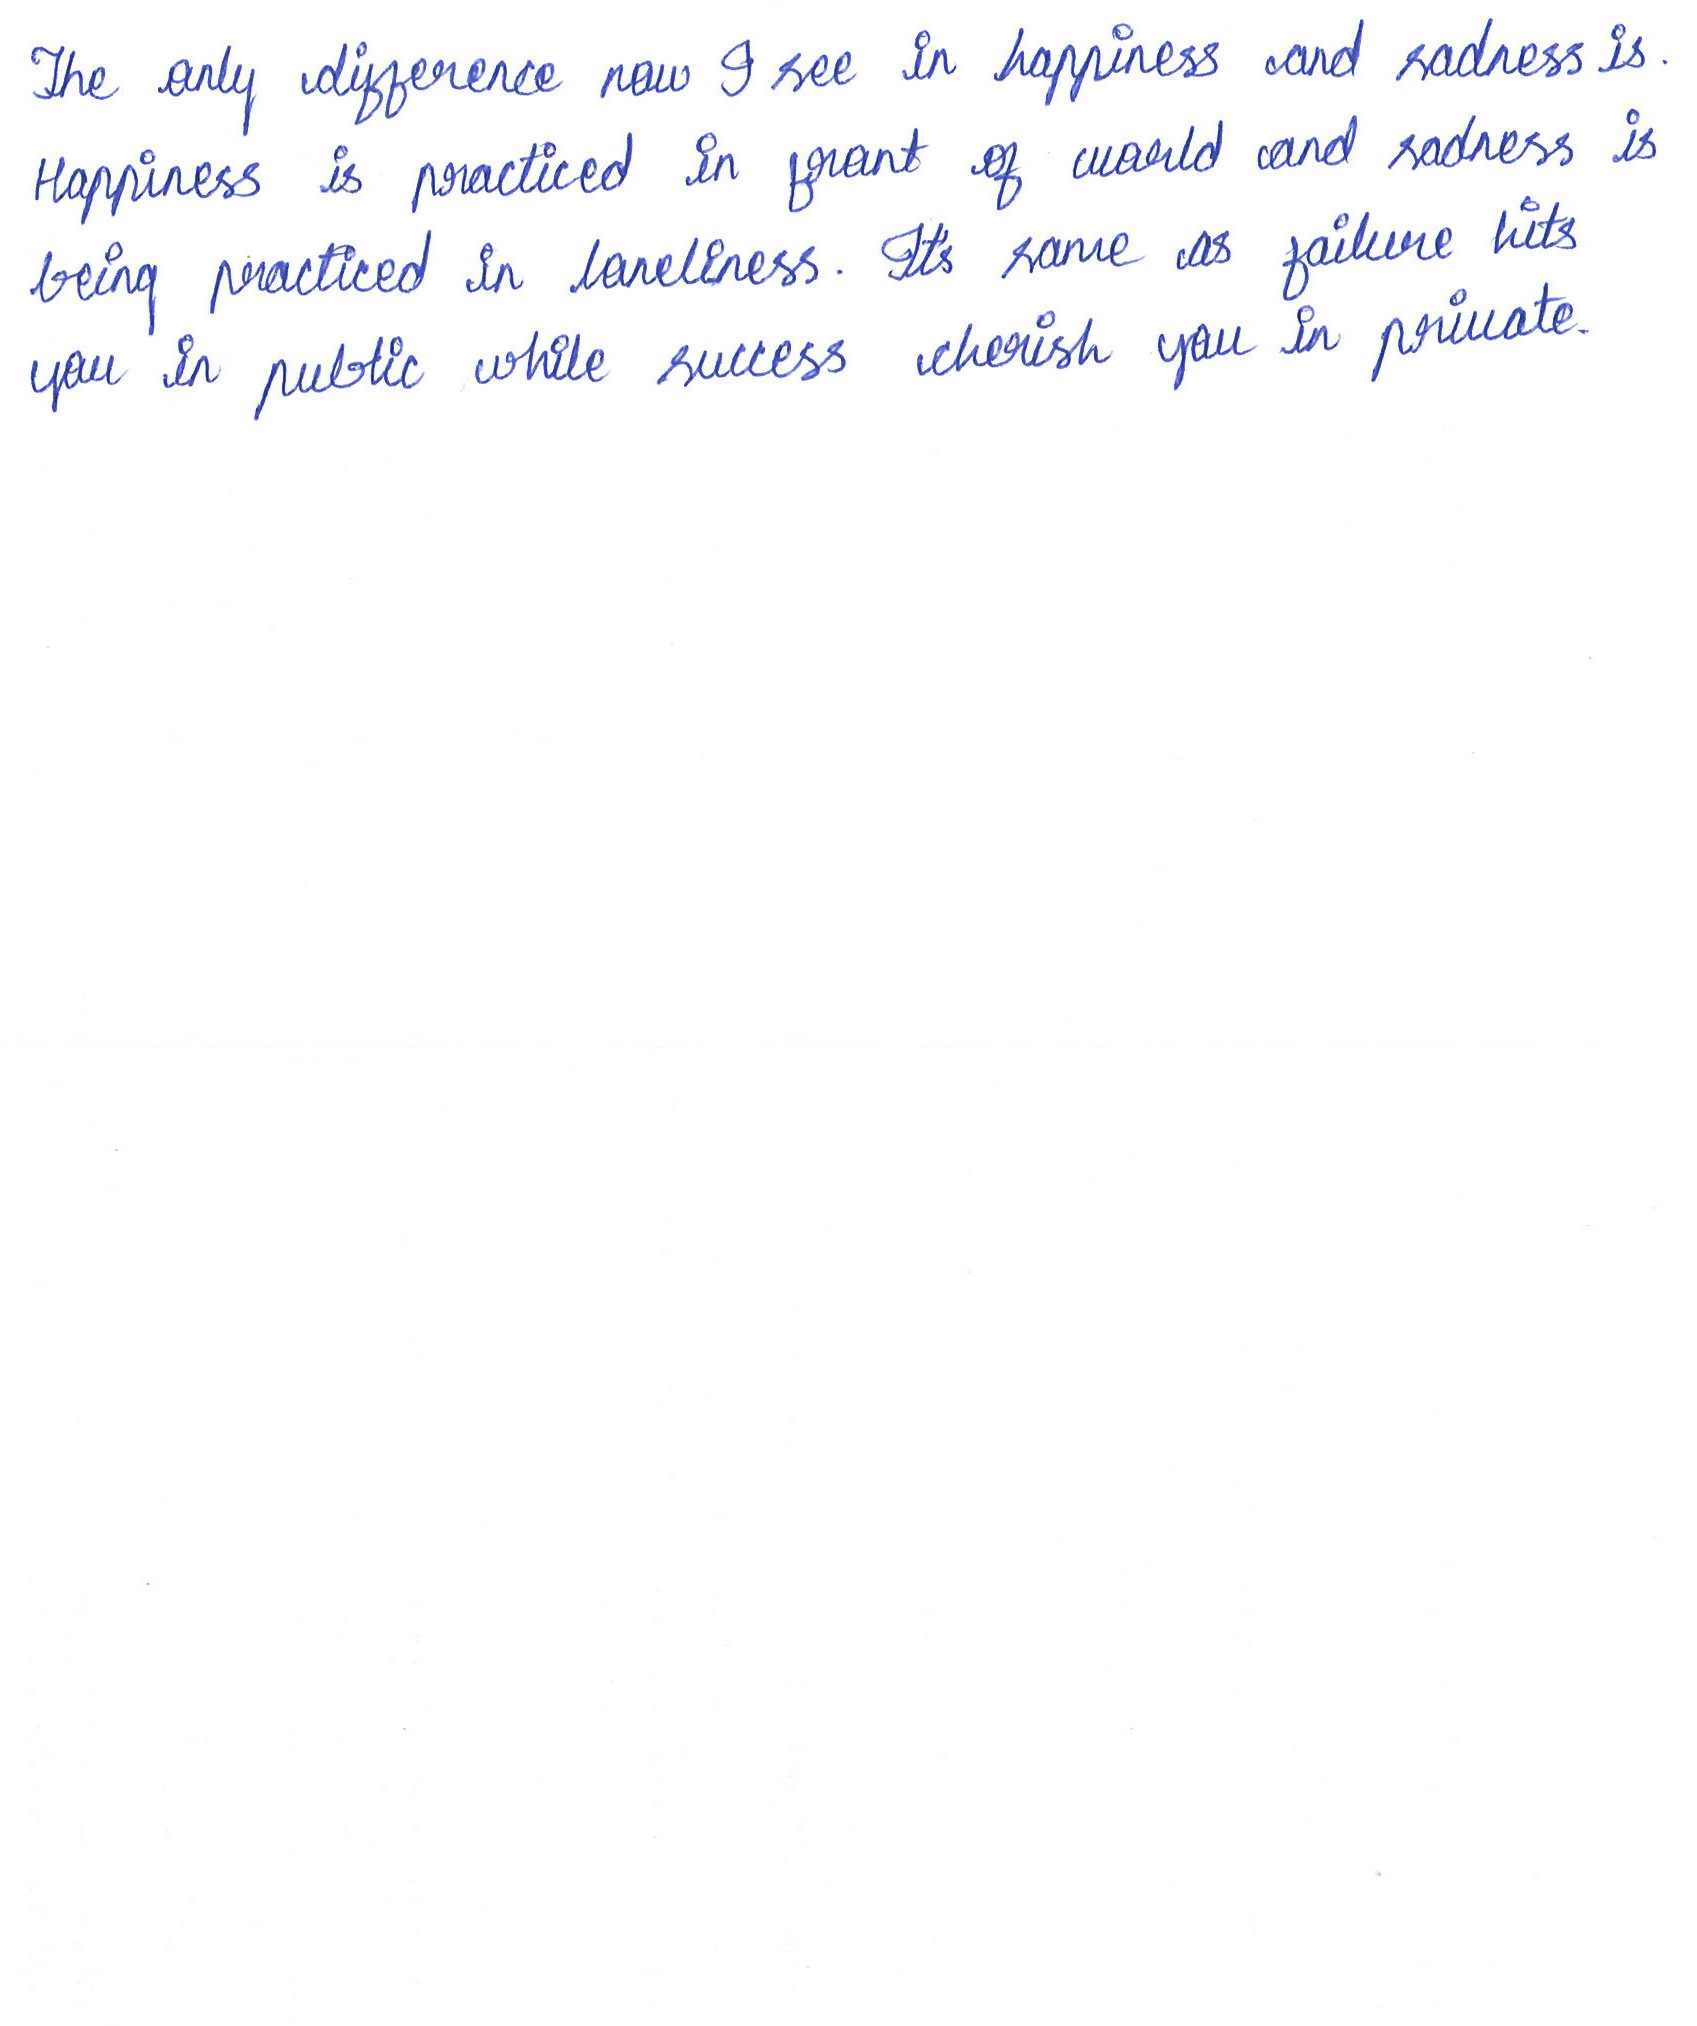 The only difference now I see in happiness and sadness is.
Happiness is practiced in front of world and sadness is
being practiced in loneliness. It's same as failure hits
you in public while success cherish you in private.